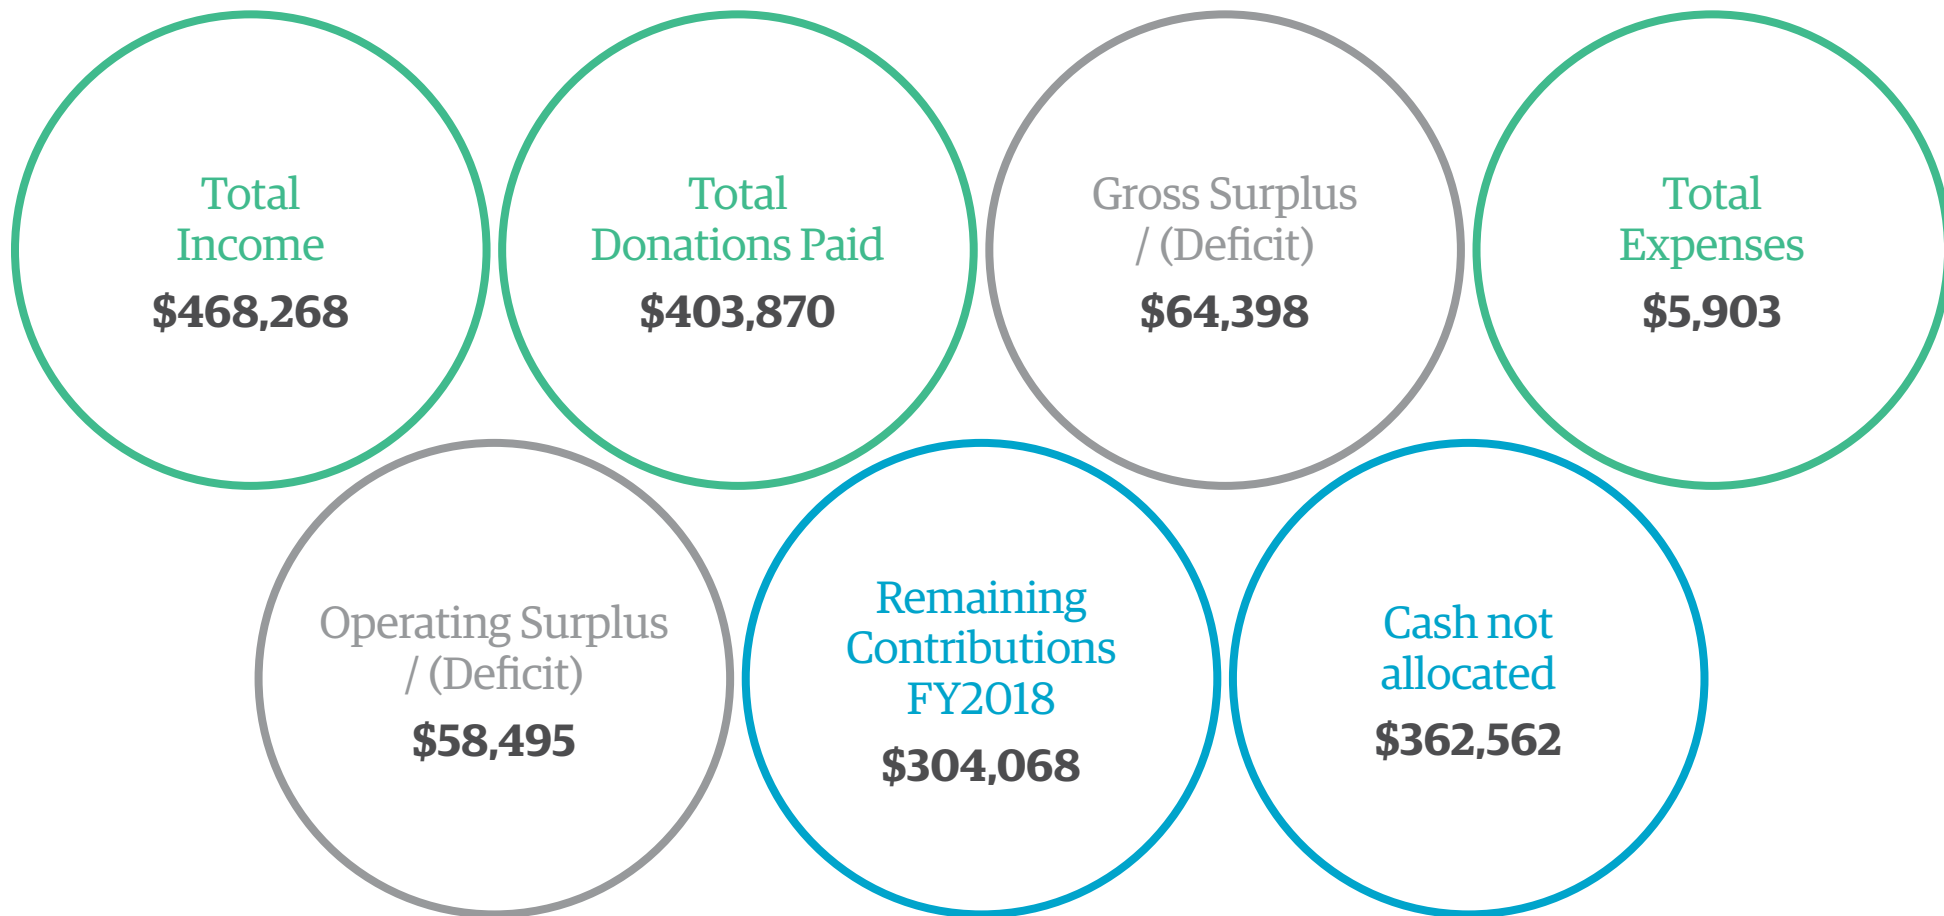 Total
Income
$468,268
Total
Donations Paid
$403,870
Gross Surplus
/ (Deficit)
$64,398
Total
Expenses
$5,903
Operating Surplus
/ (Deficit)
$58,495
Remaining
Contributions
FY2018
$304,068
Cash not
allocated
$362,562